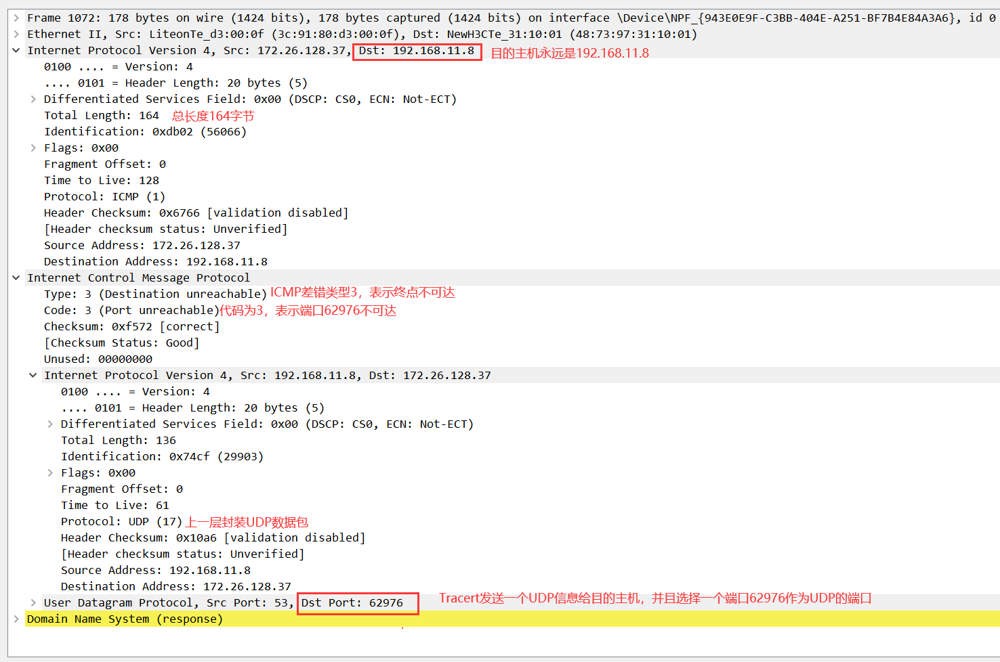 Frame 1072: 178 bytes on wire (1424 bits), 178 bytes captured (1424 bits) on interface \Device\NPF_{943E0E9F-C3BB-404E-A251-BF7B4E84A3A6}, id 0
Ethernet II, Src: LiteonTe_d3:00:0f (3c:91:80:d3:00:0f), Dst: NewH3CTe_31:10:01 (48:73:97:31:10:01)
Internet Protocol Version 4, Src: 172.26.128.37, Dst: 192.168.11.8 目的主机永远是192.168.11.8
0100 .... = Version: 4
.... 0101 = Header Length: 20 bytes (5)
Differentiated Services Field: 0x00 (DSCP: CS0, ECN: Not-ECT)
Total Length: 164 总长度164字节
Identification: 0xdb02 (56066)
Flags: 0x00
Fragment Offset: 0
Time to Live: 128
Protocol: ICMP (1)
Header Checksum: 0x6766 [validation disabled]
[Header checksum status: Unverified]
Source Address: 172.26.128.37
Destination Address: 192.168.11.8
Internet Control Message Protocol
Type: 3 (Destination unreachable) ICMP差错类型3，表示终点不可达
Code: 3 (Port unreachable)代码为3，表示端口62976不可达
Checksum: 0xf572 [correct]
[Checksum Status: Good]
Unused: 00000000
Internet Protocol Version 4, Src: 192.168.11.8, Dst: 172.26.128.37
0100 .... = Version: 4
.... 0101 = Header Length: 20 bytes (5)
Differentiated Services Field: 0x00 (DSCP: CS0, ECN: Not-ECT)
Total Length: 136
Identification: 0x74cf (29903)
Flags: 0x00
Fragment Offset: 0
Time to Live: 61
Protocol: UDP (17) 上一层封装UDP数据包
Header Checksum: 0x10a6 [validation disabled]
[Header checksum status: Unverified]
Source Address: 192.168.11.8
Destination Address: 172.26.128.37
User Datagram Protocol, Src Port: 53, Dst Port: 62976 Tracert发送一个UDP信息给目的主机，并且选择一个端口62976作为UDP的端口
Domain Name System (response)